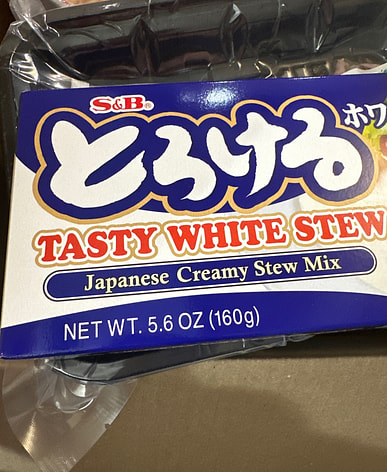 S&B®
とろける
ホワ
TASTY WHITE STEW
Japanese Creamy Stew Mix
NET WT. 5.6 OZ (160g)